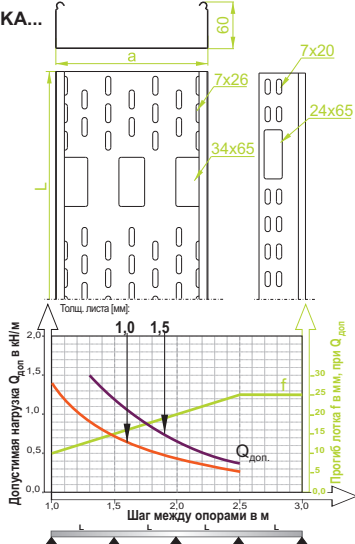 KA...
60
a
7x26
34x65
L
7x20
24x65
Толщ. листа [мм]:
1,0
1,5
Допустимая нагрузка Qдоп в кН/м
2,0
1,5
1,0
0,5
0,0
f
Qдоп.
30
25
20
15
10
5
0,0
Прогиб лотка f в мм, при Qдоп
1,0
1,5
2,0
2,5
3,0
Шаг между опорами в м
L
L
L
L